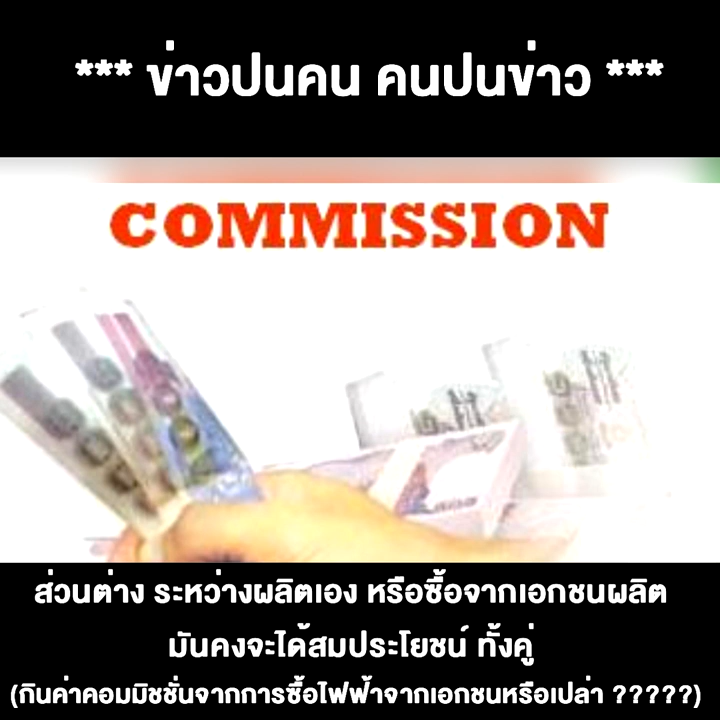 *** ข่าวปนคน คนปนข่าว ***
COMMISSION
ส่วนต่าง ระหว่างผลิตเอง หรือซื้อจากเอกชนผลิต
มันคงจะได้สมประโยชน์ ทั้งคู่
(กินค่าคอมมิชชั่นจากการซื้อไฟฟ้าจากเอกชนหรือเปล่า ?????)